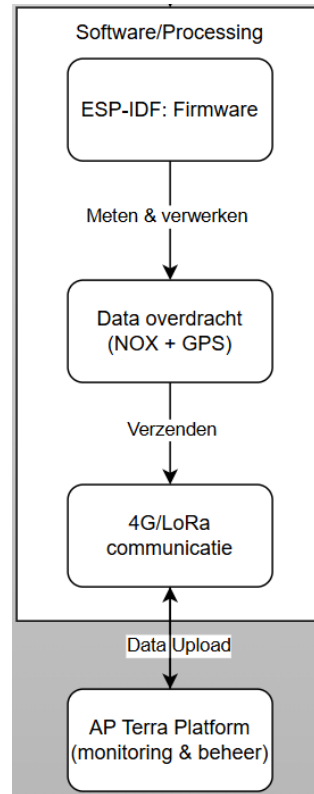 Software/Processing
ESP-IDF: Firmware
Meten & verwerken
Data overdracht
(NOX + GPS)
Verzenden
4G/LoRa
communicatie
Data Upload
AP Terra Platform
(monitoring & beheer)